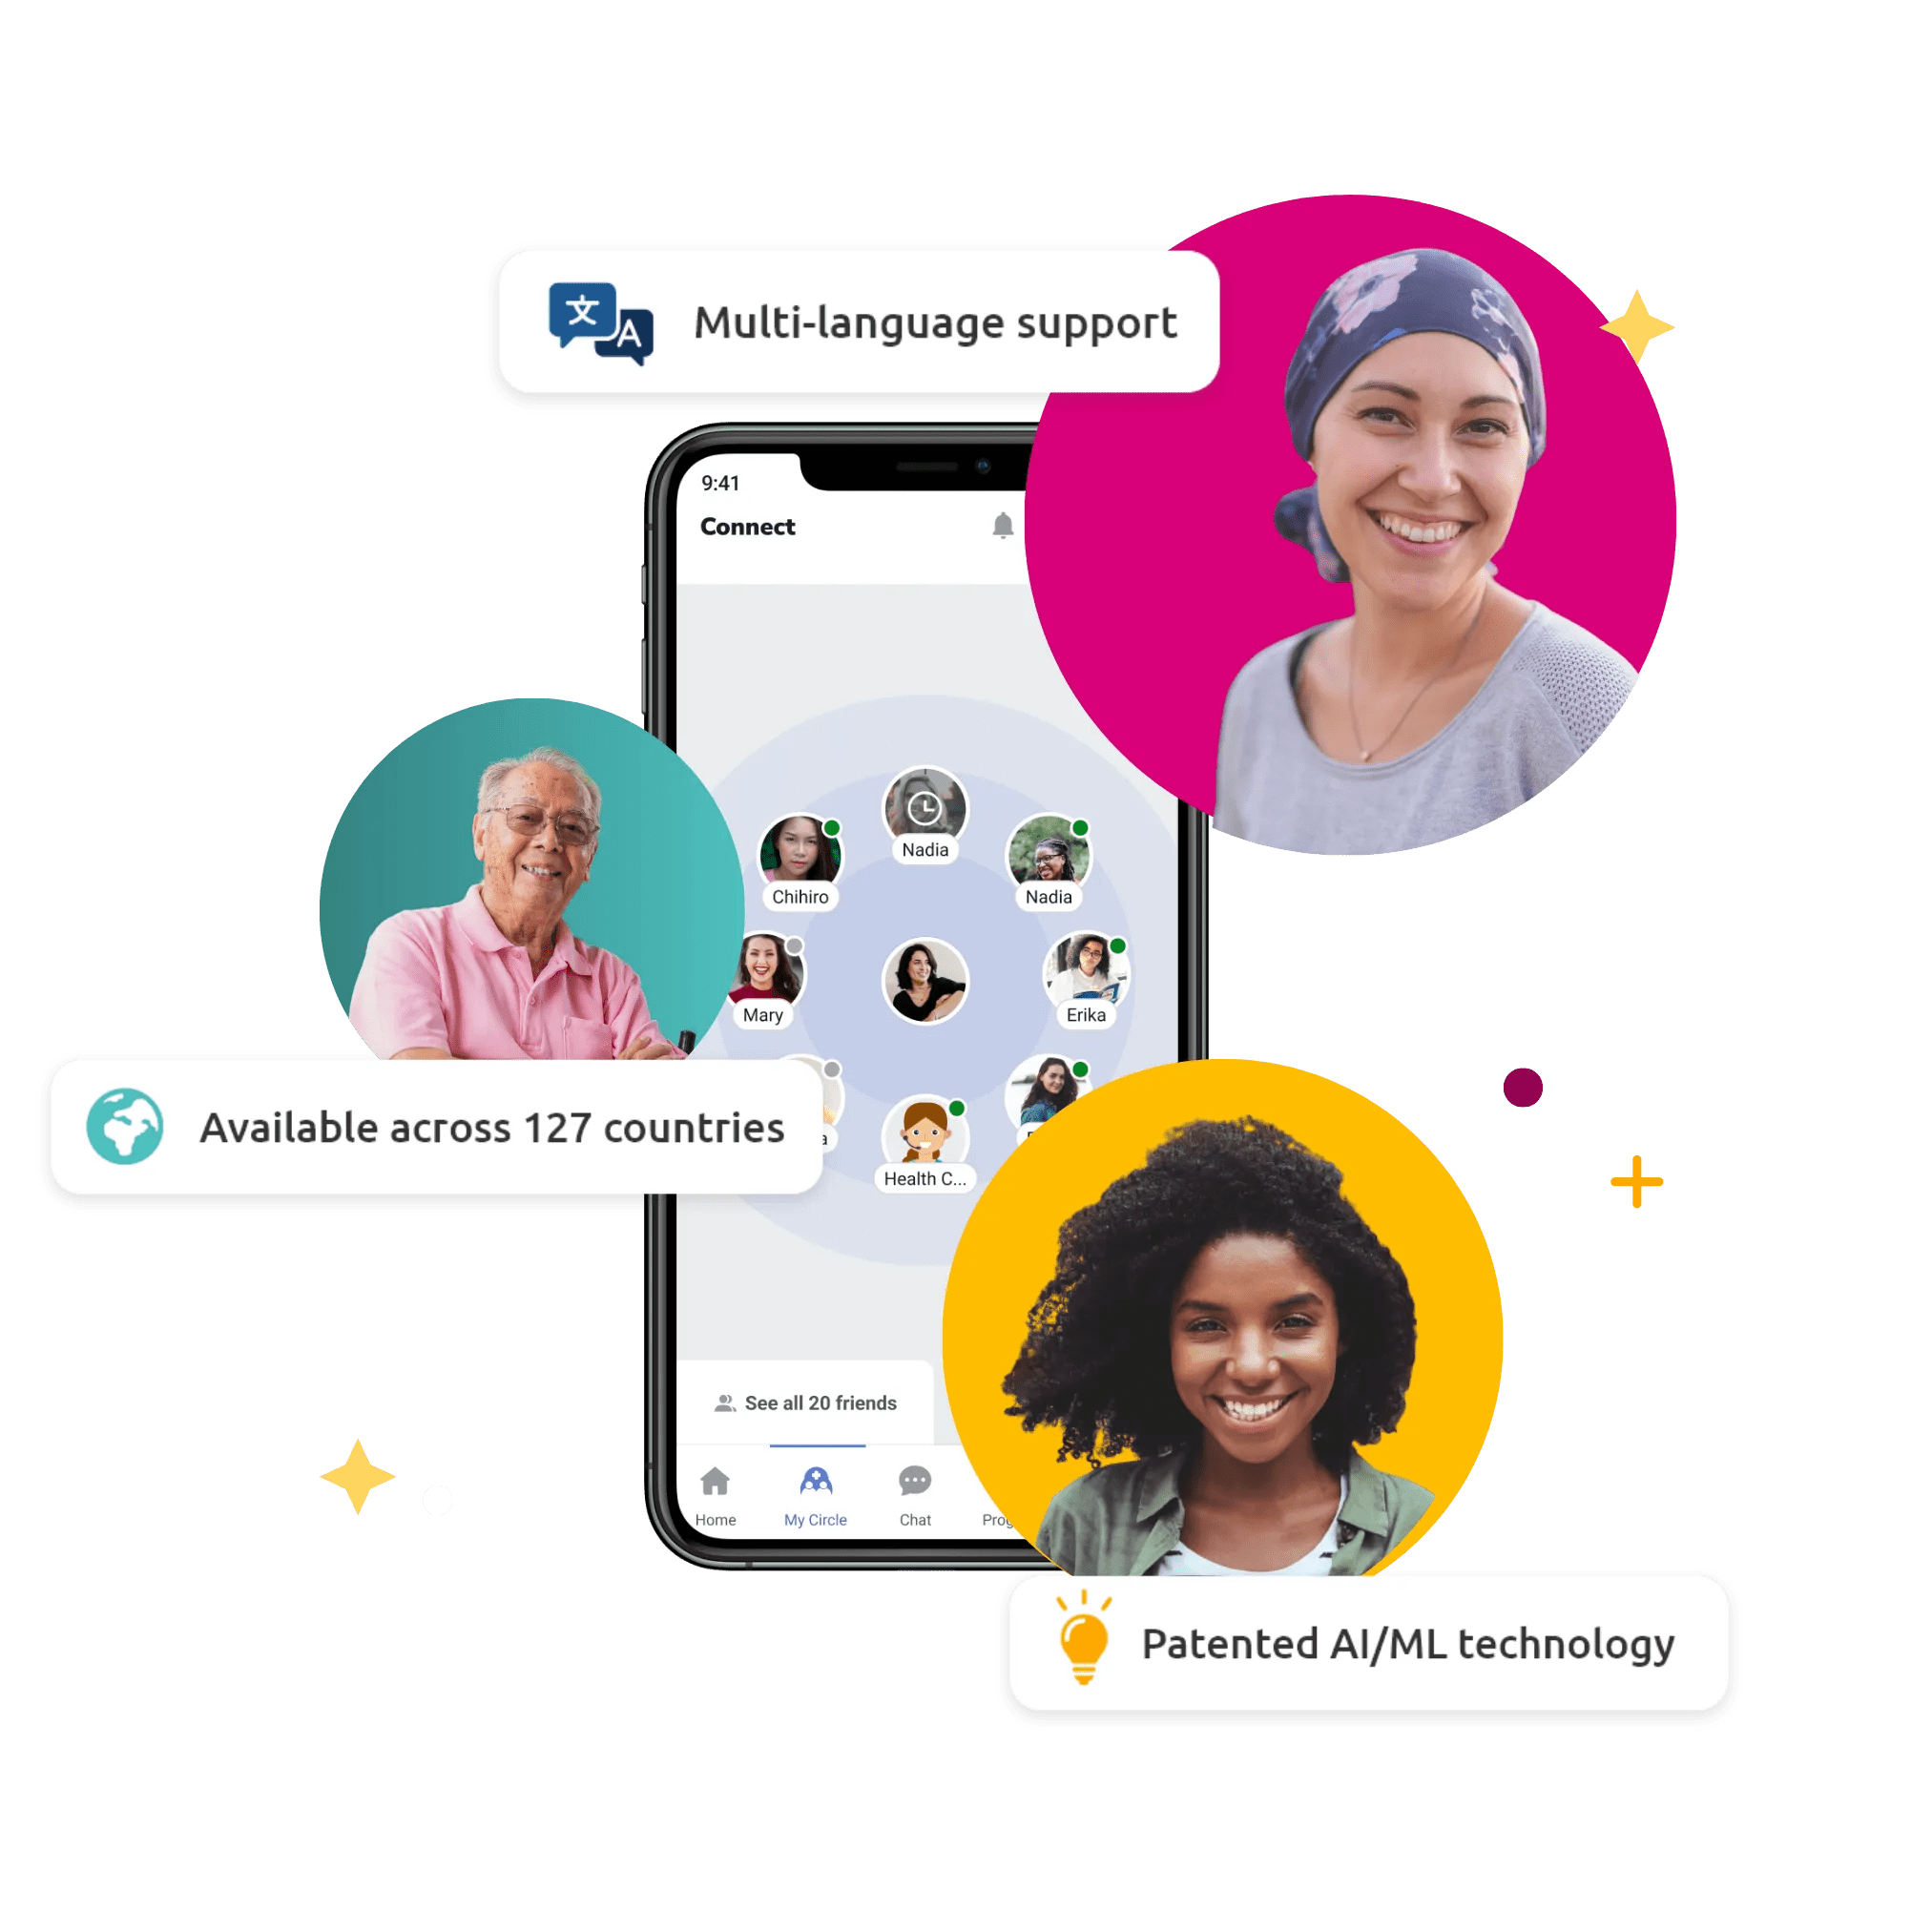 文
A
Multi-language support
9:41
Connect
Nadia
Chihiro
Nadia
Mary
Erika
Available across 127 countries
a
Health C...
See all 20 friends
Home
My Circle
Chat
Patented AI/ML technology